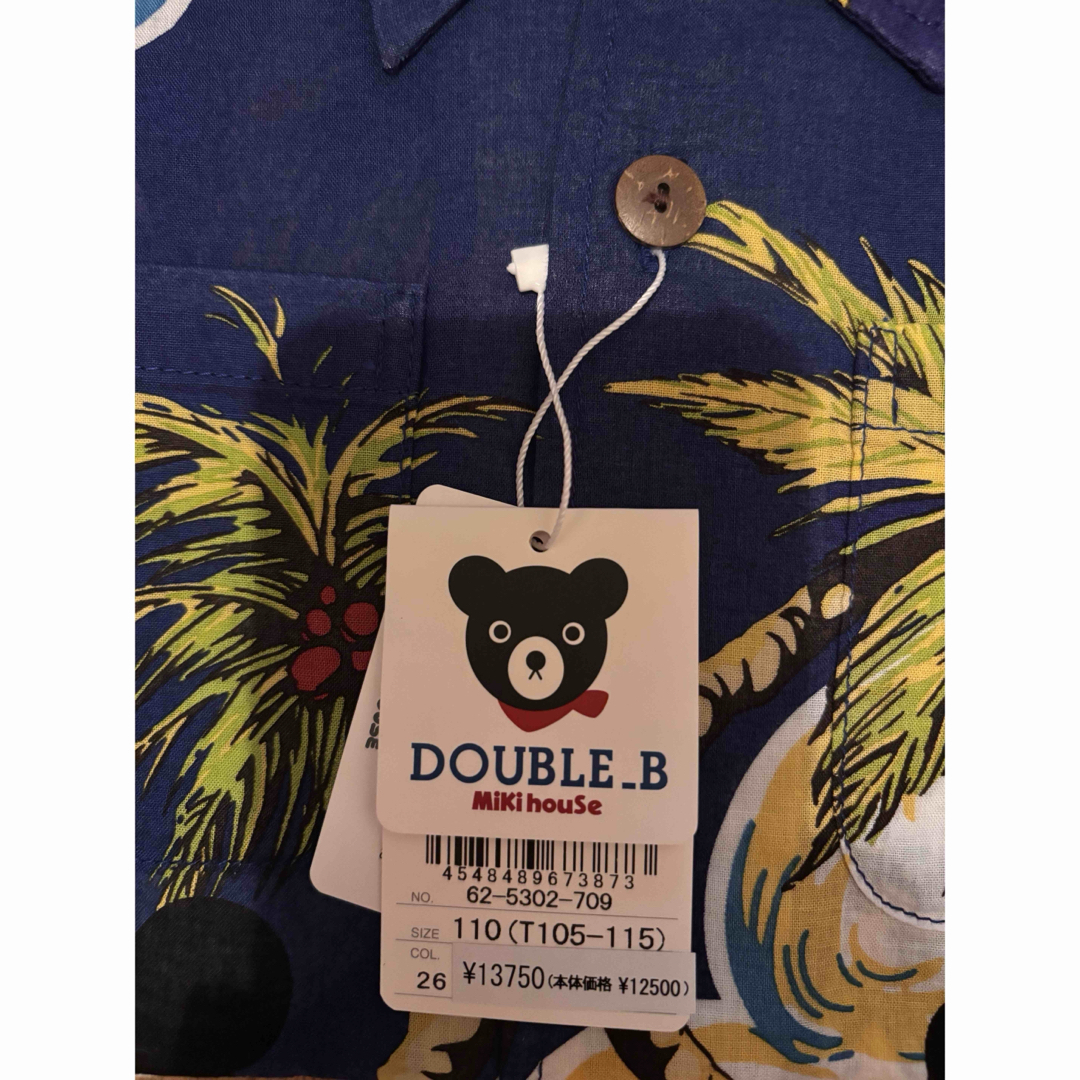 DOUBLE_B
MiKi houSe
4548489673873
NO. 62-5302-709
SIZE 110(T105-115)
COL. 26
¥13750(本体価格 ¥12500)